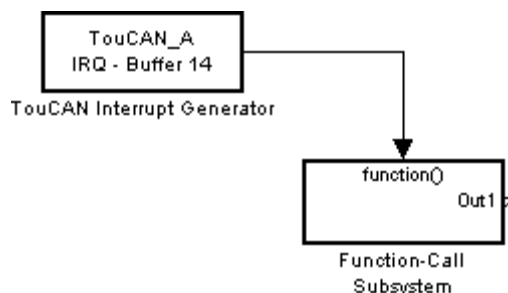 TouCAN_A
IRQ - Buffer 14
TouCAN Interrupt Generator
function()
Out1
Function-Call
Subsystem